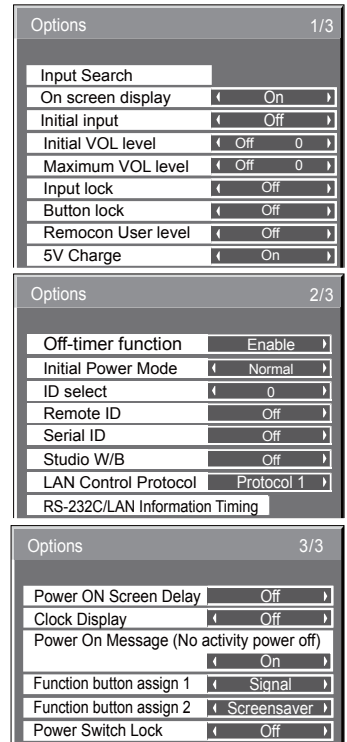 Options 1/3
Input Search
On screen display On
Initial input Off
Initial VOL level Off 0
Maximum VOL level Off 0
Input lock Off
Button lock Off
Remocon User level Off
5V Charge On
Options 2/3
Off-timer function Enable
Initial Power Mode Normal
ID select 0
Remote ID Off
Serial ID Off
Studio W/B Off
LAN Control Protocol Protocol 1
RS-232C/LAN Information Timing
Options 3/3
Power ON Screen Delay Off
Clock Display Off
Power On Message (No activity power off)
On
Function button assign 1 Signal
Function button assign 2 Screensaver
Power Switch Lock Off